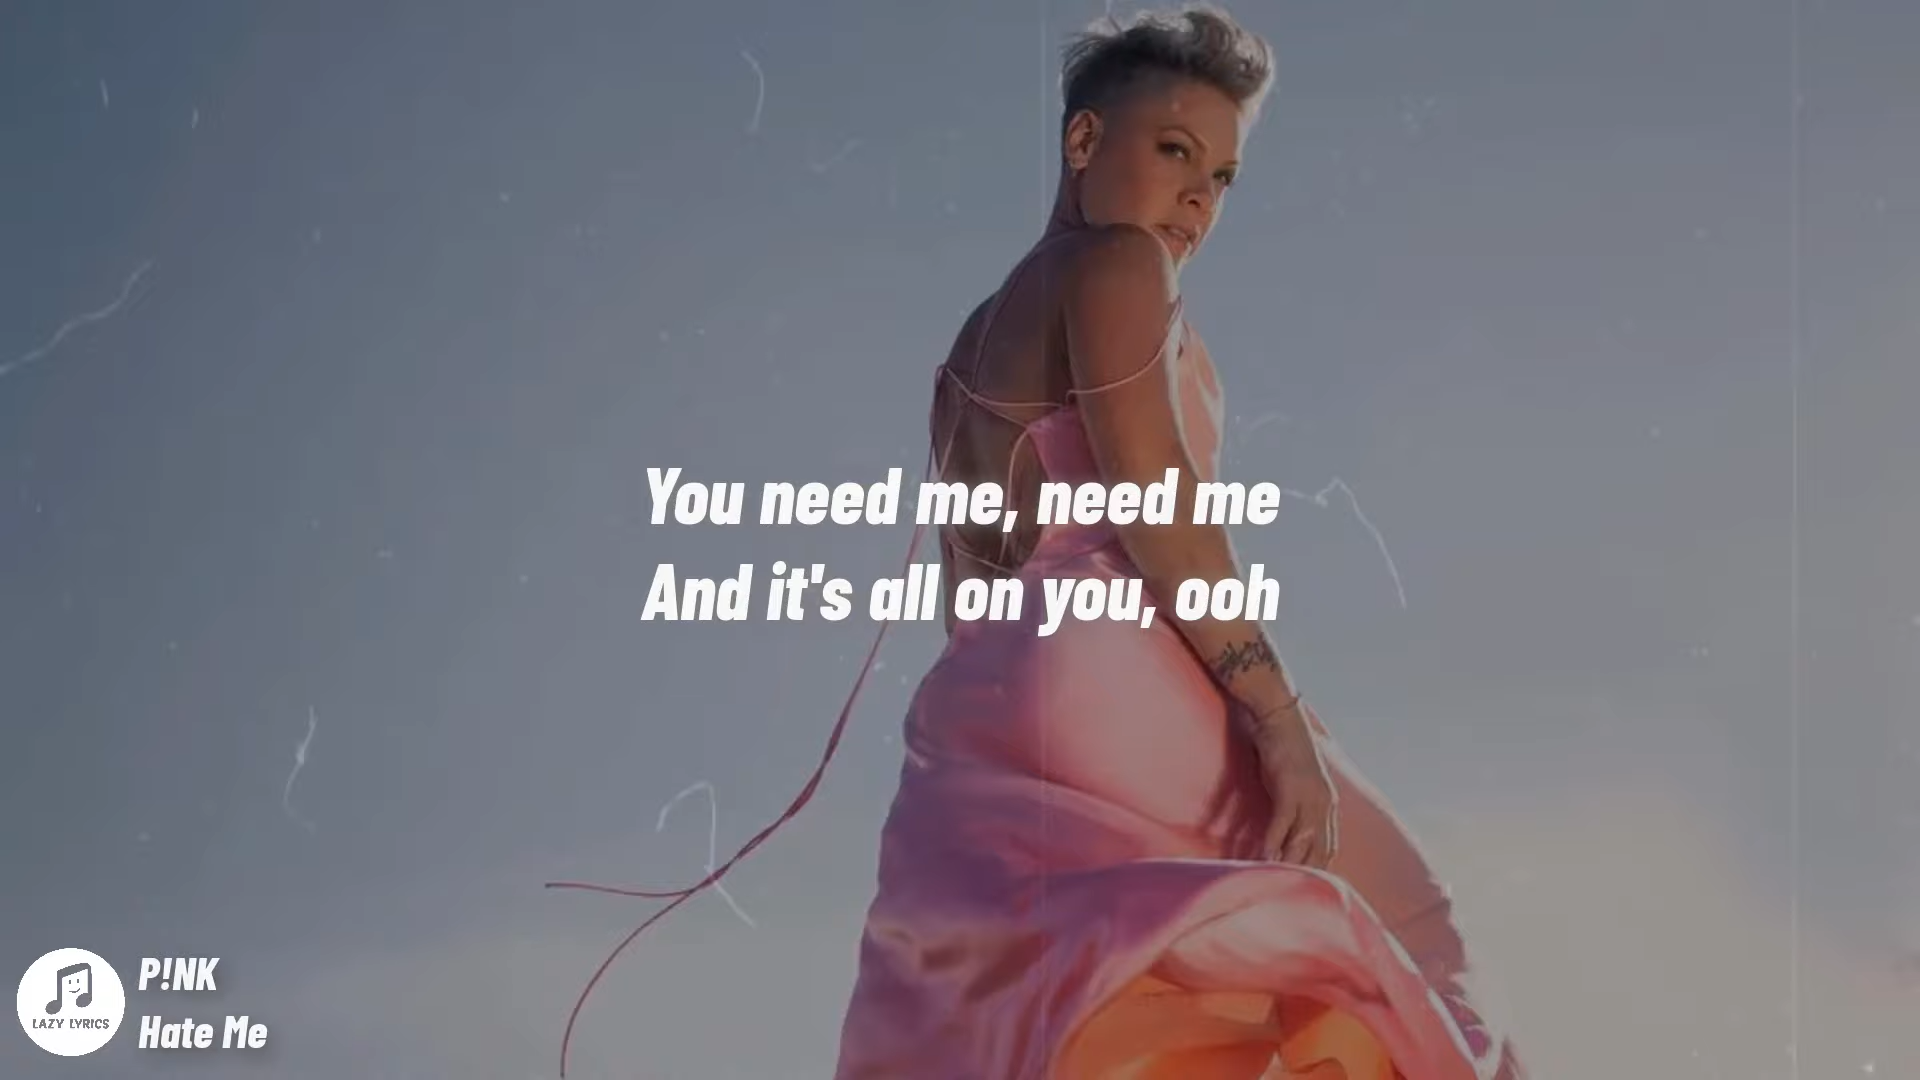 You need me, need me
And it's all on you, ooh
P!NK
Hate Me
LAZY LYRICS